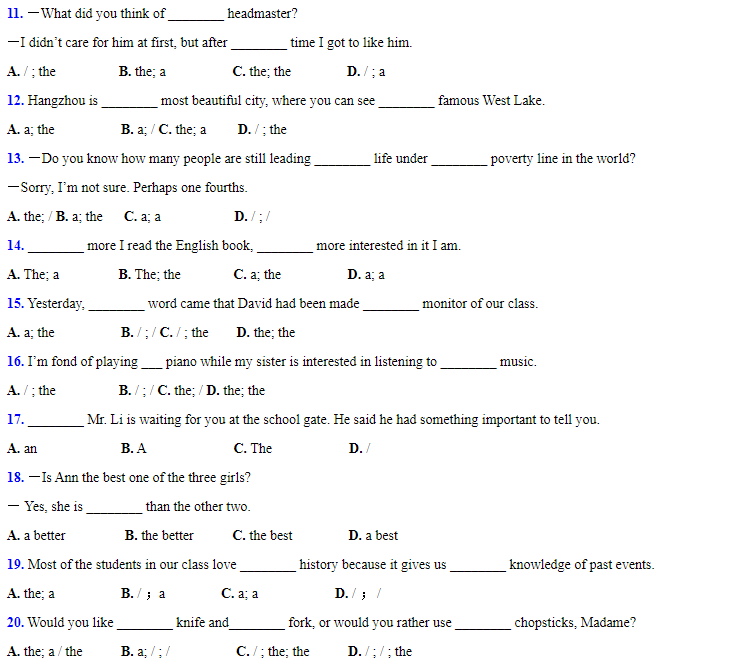 11. —What did you think of ________ headmaster?
—I didn't care for him at first, but after ________ time I got to like him.
A. / ; the B. the; a C. the; the D. / ; a
12. Hangzhou is ________ most beautiful city, where you can see ________ famous West Lake.
A. a; the B. a; / C. the; a D. / ; the
13. —Do you know how many people are still leading ________ life under ________ poverty line in the world?
—Sorry, I'm not sure. Perhaps one fourths.
A. the; / B. a; the C. a; a D. / ; /
14. ________ more I read the English book, ________ more interested in it I am.
A. The; a B. The; the C. a; the D. a; a
15. Yesterday, ________ word came that David had been made ________ monitor of our class.
A. a; the B. / ; / C. / ; the D. the; the
16. I'm fond of playing ___ piano while my sister is interested in listening to ________ music.
A. / ; the B. / ; / C. the; / D. the; the
17. ________ Mr. Li is waiting for you at the school gate. He said he had something important to tell you.
A. an B. A C. The D. /
18. —Is Ann the best one of the three girls?
— Yes, she is ________ than the other two.
A. a better B. the better C. the best D. a best
19. Most of the students in our class love ________ history because it gives us ________ knowledge of past events.
A. the; a B. / ; a C. a; a D. / ; /
20. Would you like ________ knife and________ fork, or would you rather use ________ chopsticks, Madame?
A. the; a / the B. a; / ; / C. / ; the; the D. / ; / ; the